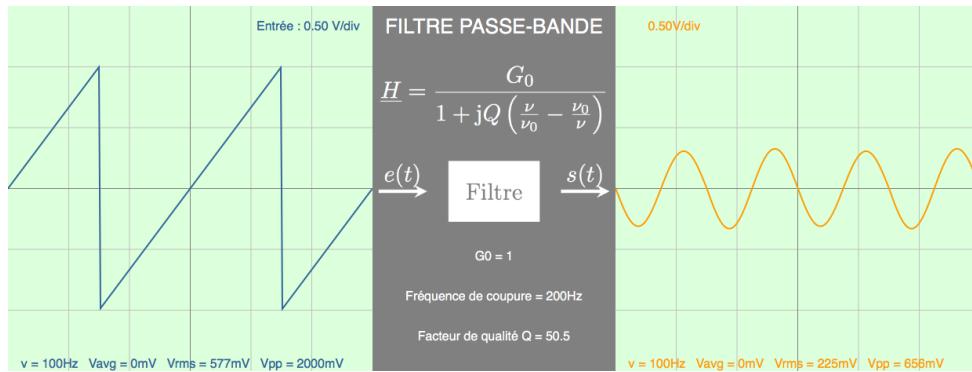 Entrée : 0.50 V/div
FILTRE PASSE-BANDE
0.50V/div
H = G0 / (1 + jQ (ν/ν0 − ν0/ν))
e(t)
Filtre
s(t)
G0 = 1
Fréquence de coupure = 200Hz
Facteur de qualité Q = 50.5
v = 100Hz Vavg = 0mV Vrms = 577mV Vpp = 2000mV
v = 100Hz Vavg = 0mV Vrms = 225mV Vpp = 656mV